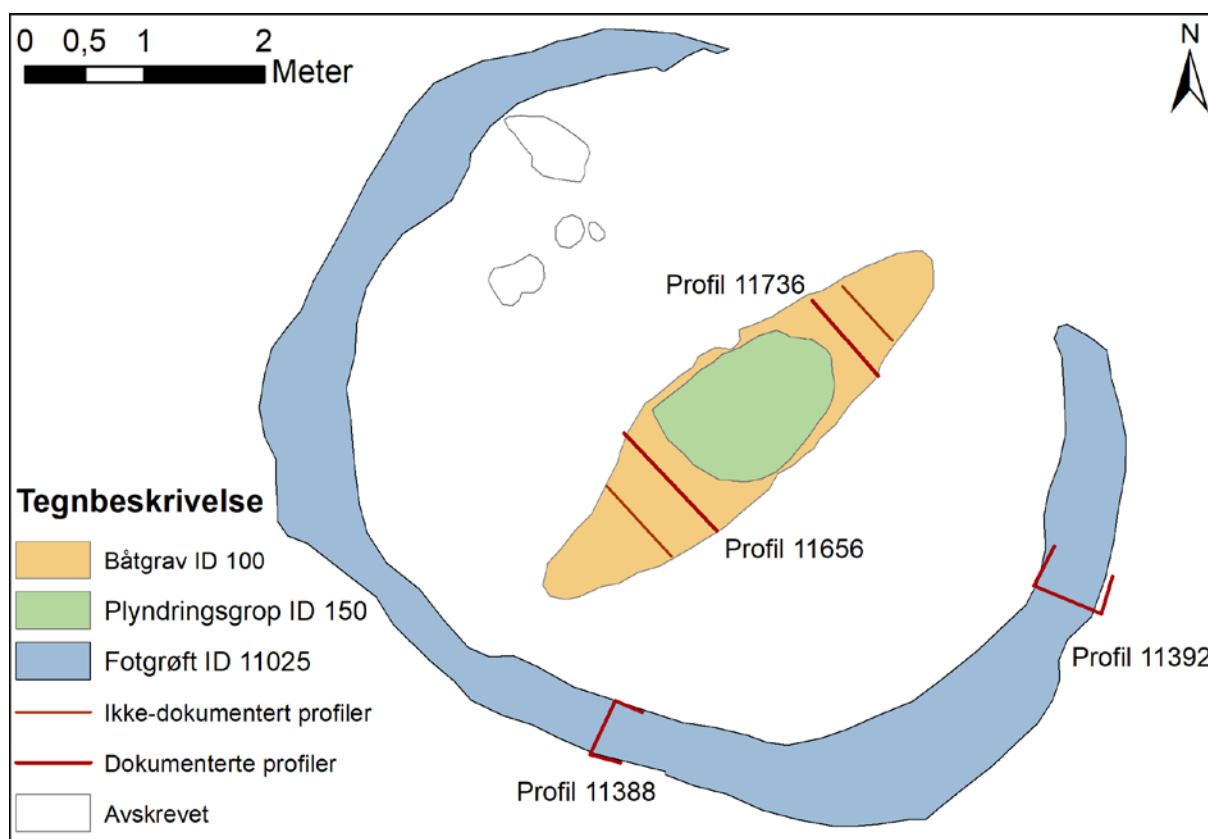 0 0,5 1 2
Meter
N
Profil 11736
Profil 11656
Profil 11392
Profil 11388
Tegnbeskrivelse
Båtgrav ID 100
Plyndringsgrop ID 150
Fotgrøft ID 11025
Ikke-dokumentert profiler
Dokumenterte profiler
Avskrevet